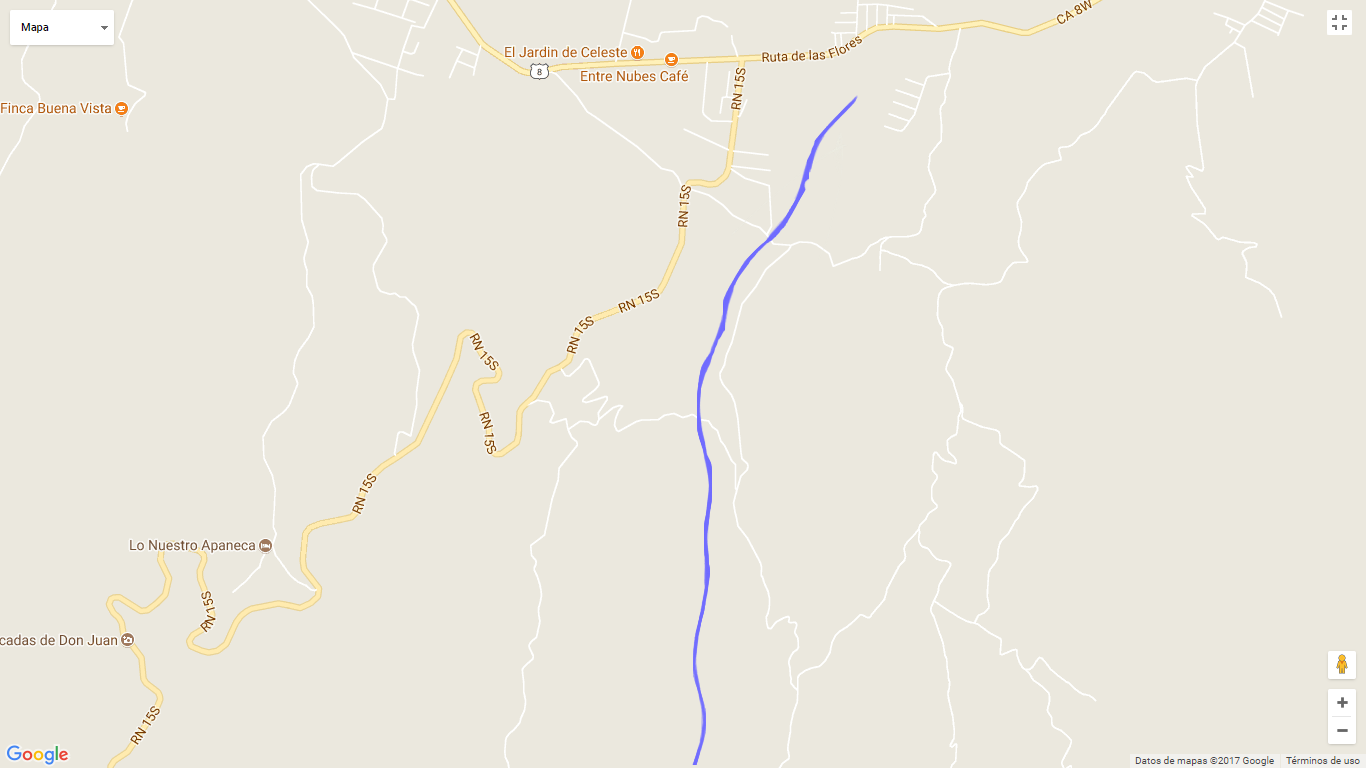 Mapa
CA 8W
El Jardin de Celeste
Ruta de las Flores
8
Entre Nubes Café
RN 15S
Finca Buena Vista
RN 15S
RN 15S
RN 15S
RN 15S
RN 15S
RN 15S
Lo Nuestro Apaneca
RN 15S
cadas de Don Juan
RN 15S
Google
Datos de mapas ©2017 Google
Términos de uso